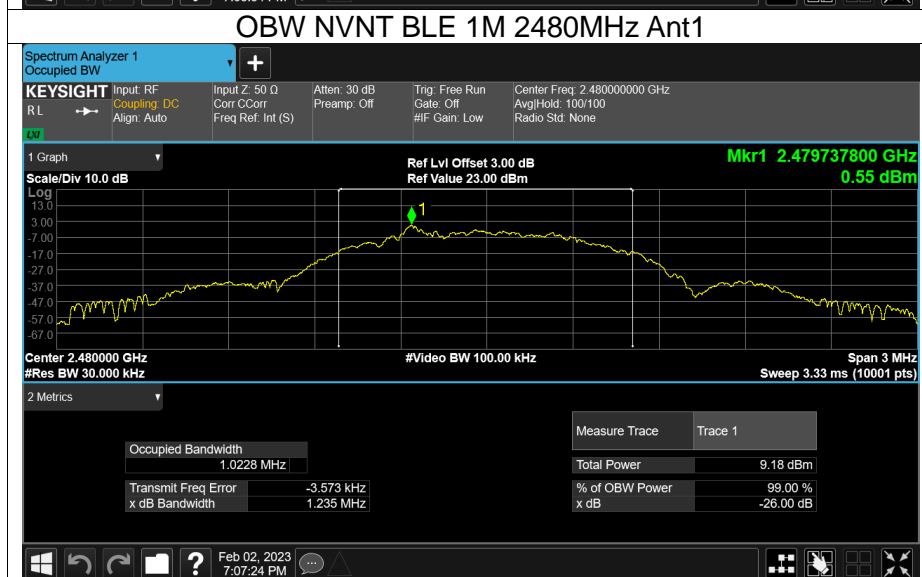 OBW NVNT BLE 1M 2480MHz Ant1
Spectrum Analyzer 1
Occupied BW
KEYSIGHT
R L
LXI
Input: RF
Coupling: DC
Align: Auto
Input Z: 50 Ω
Corr CCorr
Freq Ref: Int (S)
Atten: 30 dB
Preamp: Off
Trig: Free Run
Gate: Off
#IF Gain: Low
Center Freq: 2.480000000 GHz
Avg|Hold: 100/100
Radio Std: None
1 Graph
Scale/Div 10.0 dB
Ref Lvl Offset 3.00 dB
Ref Value 23.00 dBm
Mkr1 2.479737800 GHz
0.55 dBm
Log
13.0
3.00
-7.00
-17.0
-27.0
-37.0
-47.0
-57.0
-67.0
1
Center 2.480000 GHz
#Res BW 30.000 kHz
#Video BW 100.00 kHz
Span 3 MHz
Sweep 3.33 ms (10001 pts)
2 Metrics
Occupied Bandwidth
1.0228 MHz
Transmit Freq Error -3.573 kHz
x dB Bandwidth 1.235 MHz
Measure Trace Trace 1
Total Power 9.18 dBm
% of OBW Power 99.00 %
x dB -26.00 dB
Feb 02, 2023
7:07:24 PM